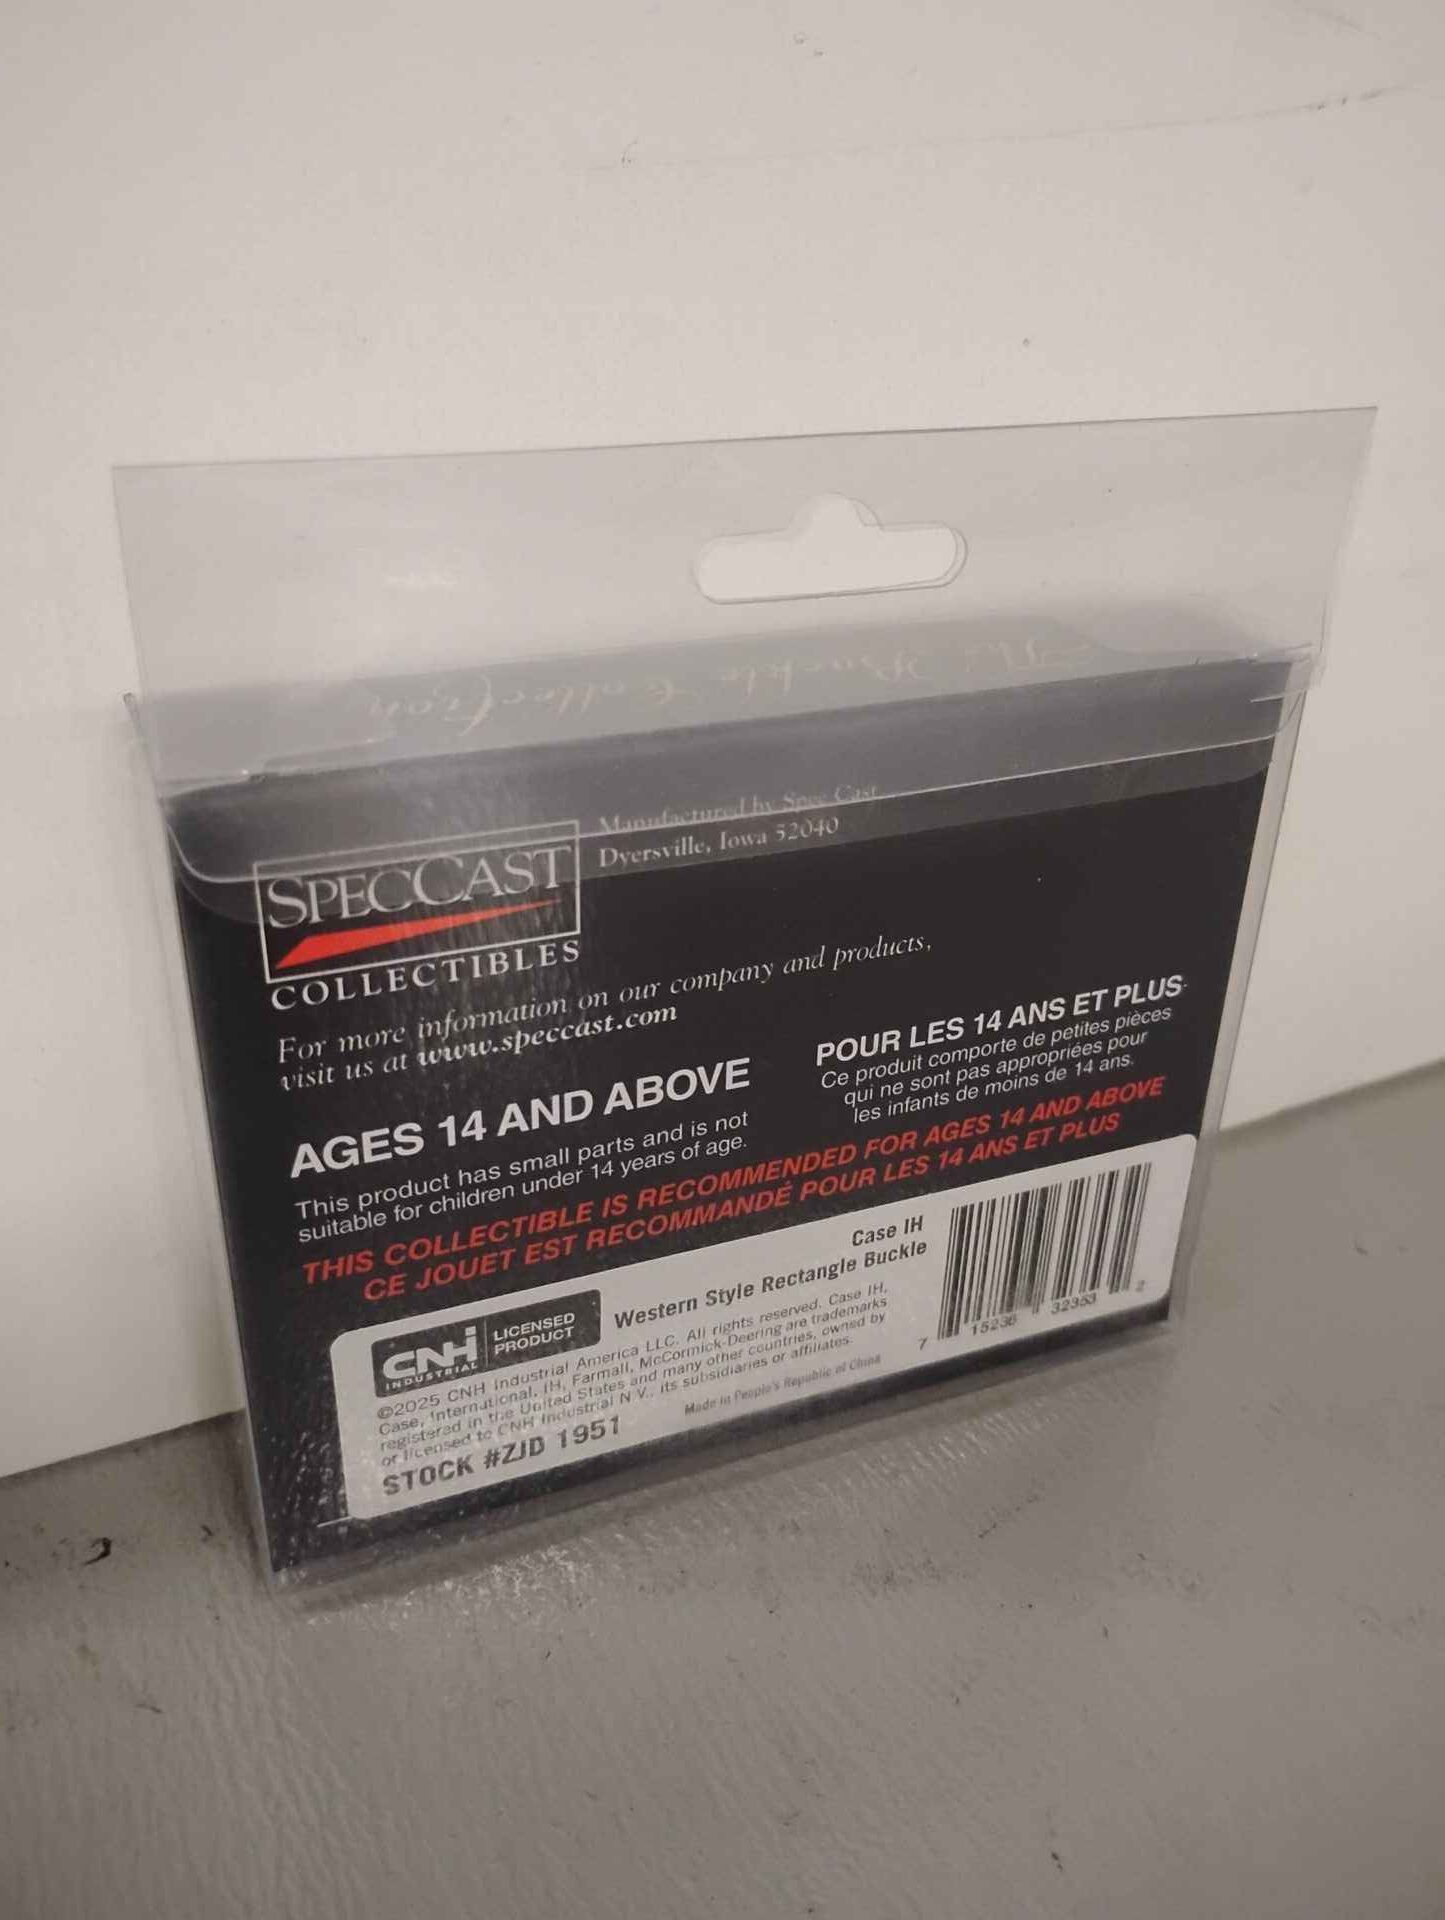 The Buckle Collection
Manufactured by Spec Cast
Dyersville, Iowa 52040
SPECCAST
COLLECTIBLES
For more information on our company and products,
visit us at www.speccast.com
AGES 14 AND ABOVE
This product has small parts and is not
suitable for children under 14 years of age.
POUR LES 14 ANS ET PLUS
Ce produit comporte de petites pièces
qui ne sont pas appropriées pour
les infants de moins de 14 ans.
THIS COLLECTIBLE IS RECOMMENDED FOR AGES 14 AND ABOVE
CE JOUET EST RECOMMANDÉ POUR LES 14 ANS ET PLUS
CNH
INDUSTRIAL
LICENSED
PRODUCT
Case IH
Western Style Rectangle Buckle
©2025 CNH Industrial America LLC. All rights reserved. Case IH,
Case, International, IH, Farmall, McCormick-Deering are trademarks
registered in the United States and many other countries, owned by
or licensed to CNH Industrial N.V., its subsidiaries or affiliates.
STOCK #ZJD 1951
Made in People's Republic of China
7 15236 32353 2